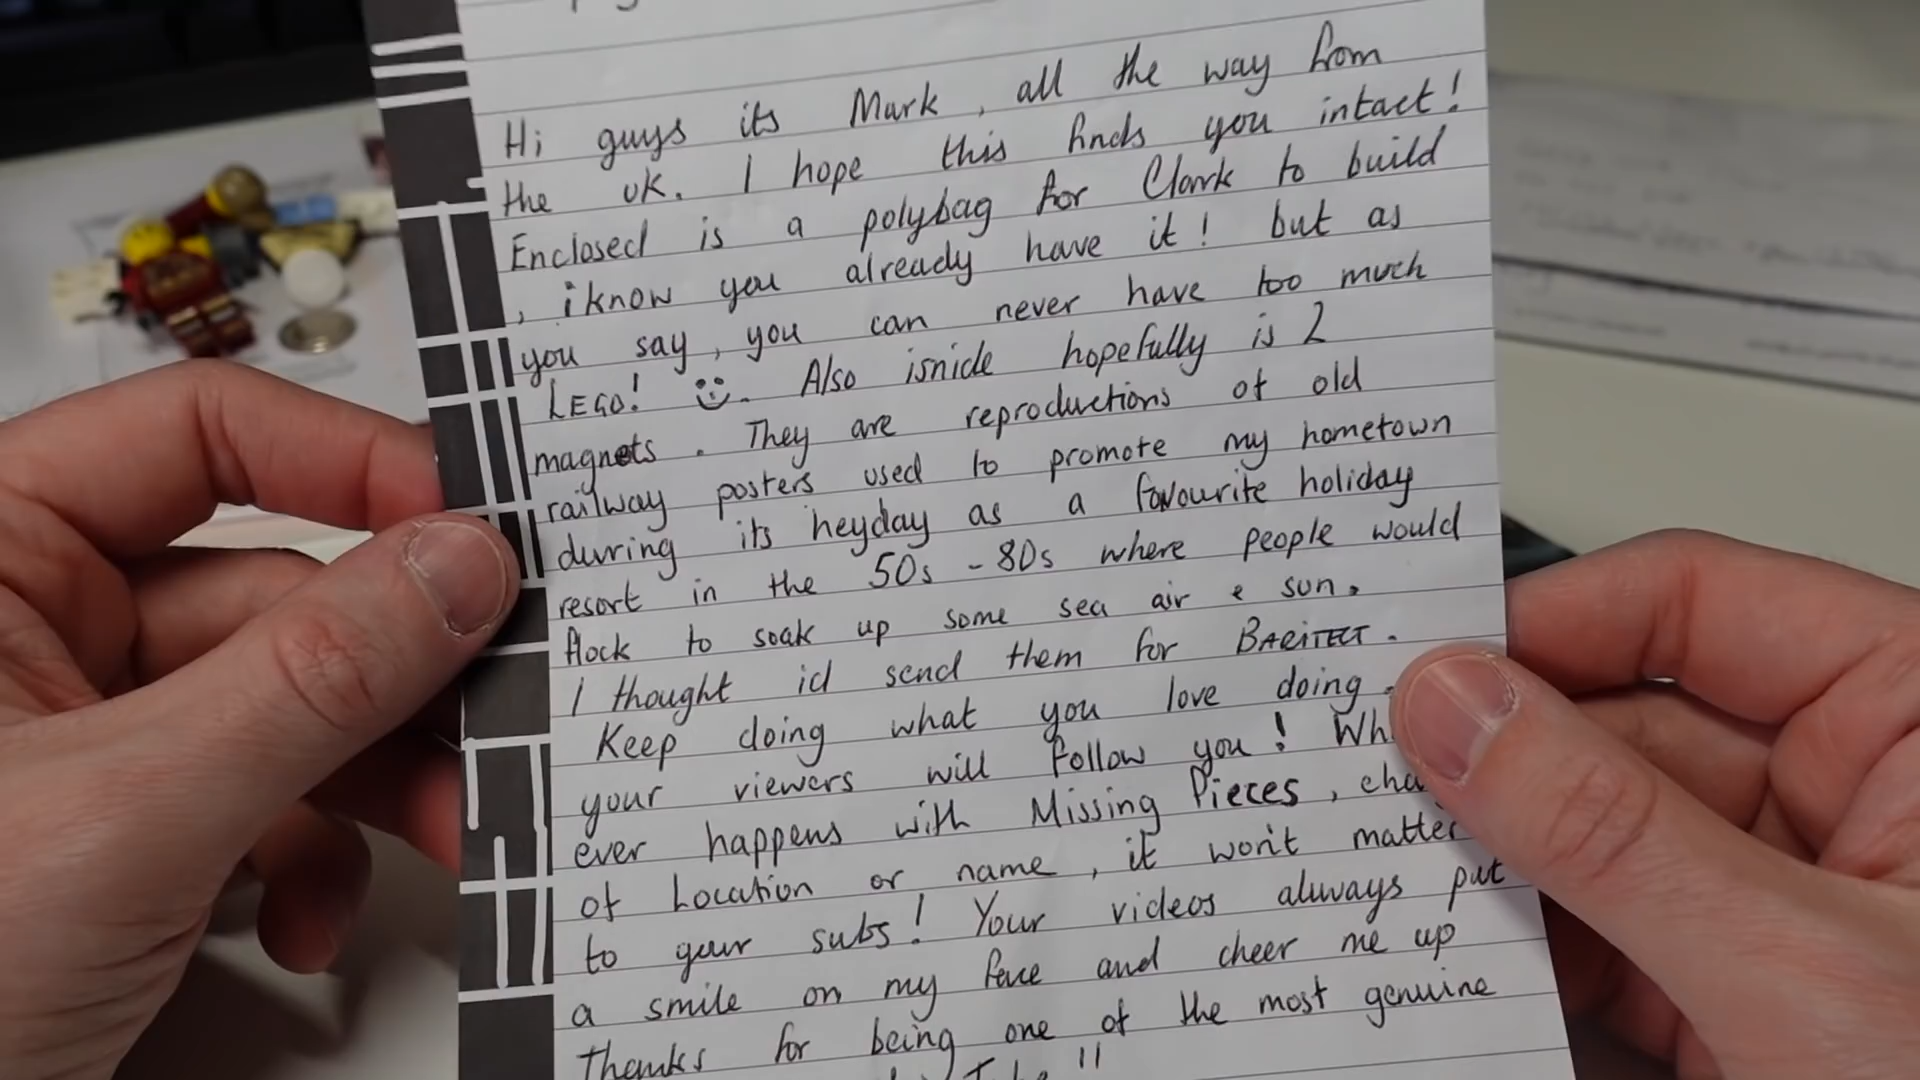 Hi guys its Mark, all the way from
the UK. I hope this finds you intact!
Enclosed is a polybag for Clark to build
, i know you already have it! but as
you say, you can never have too much
LEGO! Also isnide hopefully is 2
magnets. They are reproductions of old
railway posters used to promote my hometown
during its heyday as a favourite holiday
resort in the 50s - 80s where people would
flock to soak up some sea air & sun.
I thought id send them for BARITECT.
Keep doing what you love doing.
your viewers will follow you! Wh
ever happens with Missing Pieces, cha
of location or name, it won't matter
to your subs! Your videos always put
a smile on my face and cheer me up
Thanks for being one of the most genuine